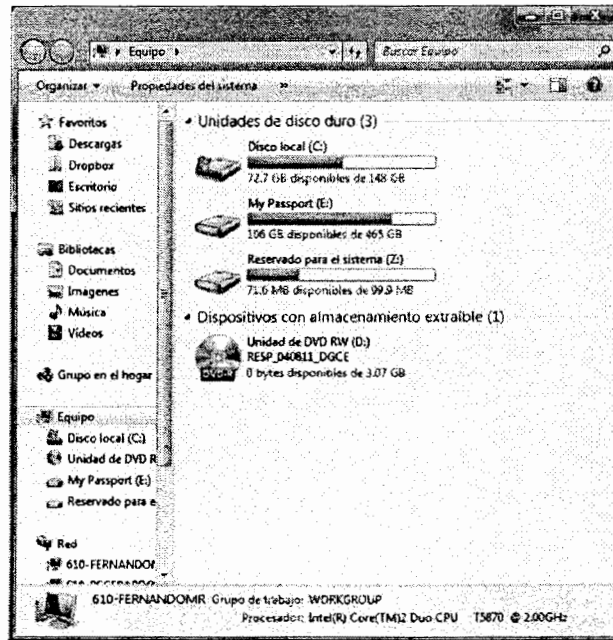 Equipo
Buscar Equipo
Organizar
Propiedades del sistema
»
Favoritos
Descargas
Dropbox
Escritorio
Sitios recientes
Bibliotecas
Documentos
Imágenes
Música
Vídeos
Grupo en el hogar
Equipo
Disco local (C:)
Unidad de DVD R
My Passport (E:)
Reservado para e
Red
610-FERNANDOM
Unidades de disco duro (3)
Disco local (C:)
72.7 GB disponibles de 148 GB
My Passport (E:)
106 GB disponibles de 465 GB
Reservado para el sistema (Z:)
71.6 MB disponibles de 99.9 MB
Dispositivos con almacenamiento extraíble (1)
Unidad de DVD RW (D:)
RESP_040811_DGCE
0 bytes disponibles de 3.07 GB
610-FERNANDOMR Grupo de trabajo: WORKGROUP
Procesador: Intel(R) Core(TM)2 Duo CPU T5870 @ 2.00GHz